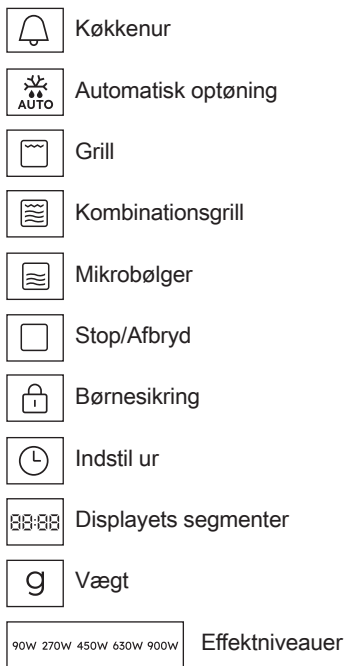 Køkkenur
AUTO Automatisk optøning
Grill
Kombinationsgrill
Mikrobølger
Stop/Afbryd
Børnesikring
Indstil ur
88:88 Displayets segmenter
g Vægt
90W 270W 450W 630W 900W Effektniveauer